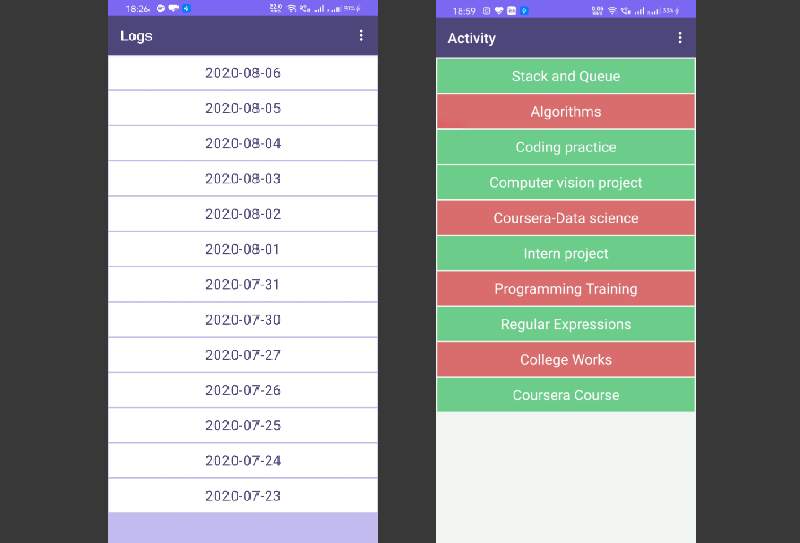 18:26
Logs
2020-08-06
2020-08-05
2020-08-04
2020-08-03
2020-08-02
2020-08-01
2020-07-31
2020-07-30
2020-07-27
2020-07-26
2020-07-25
2020-07-24
2020-07-23
18:59
33%
Activity
Stack and Queue
Algorithms
Coding practice
Computer vision project
Coursera-Data science
Intern project
Programming Training
Regular Expressions
College Works
Coursera Course